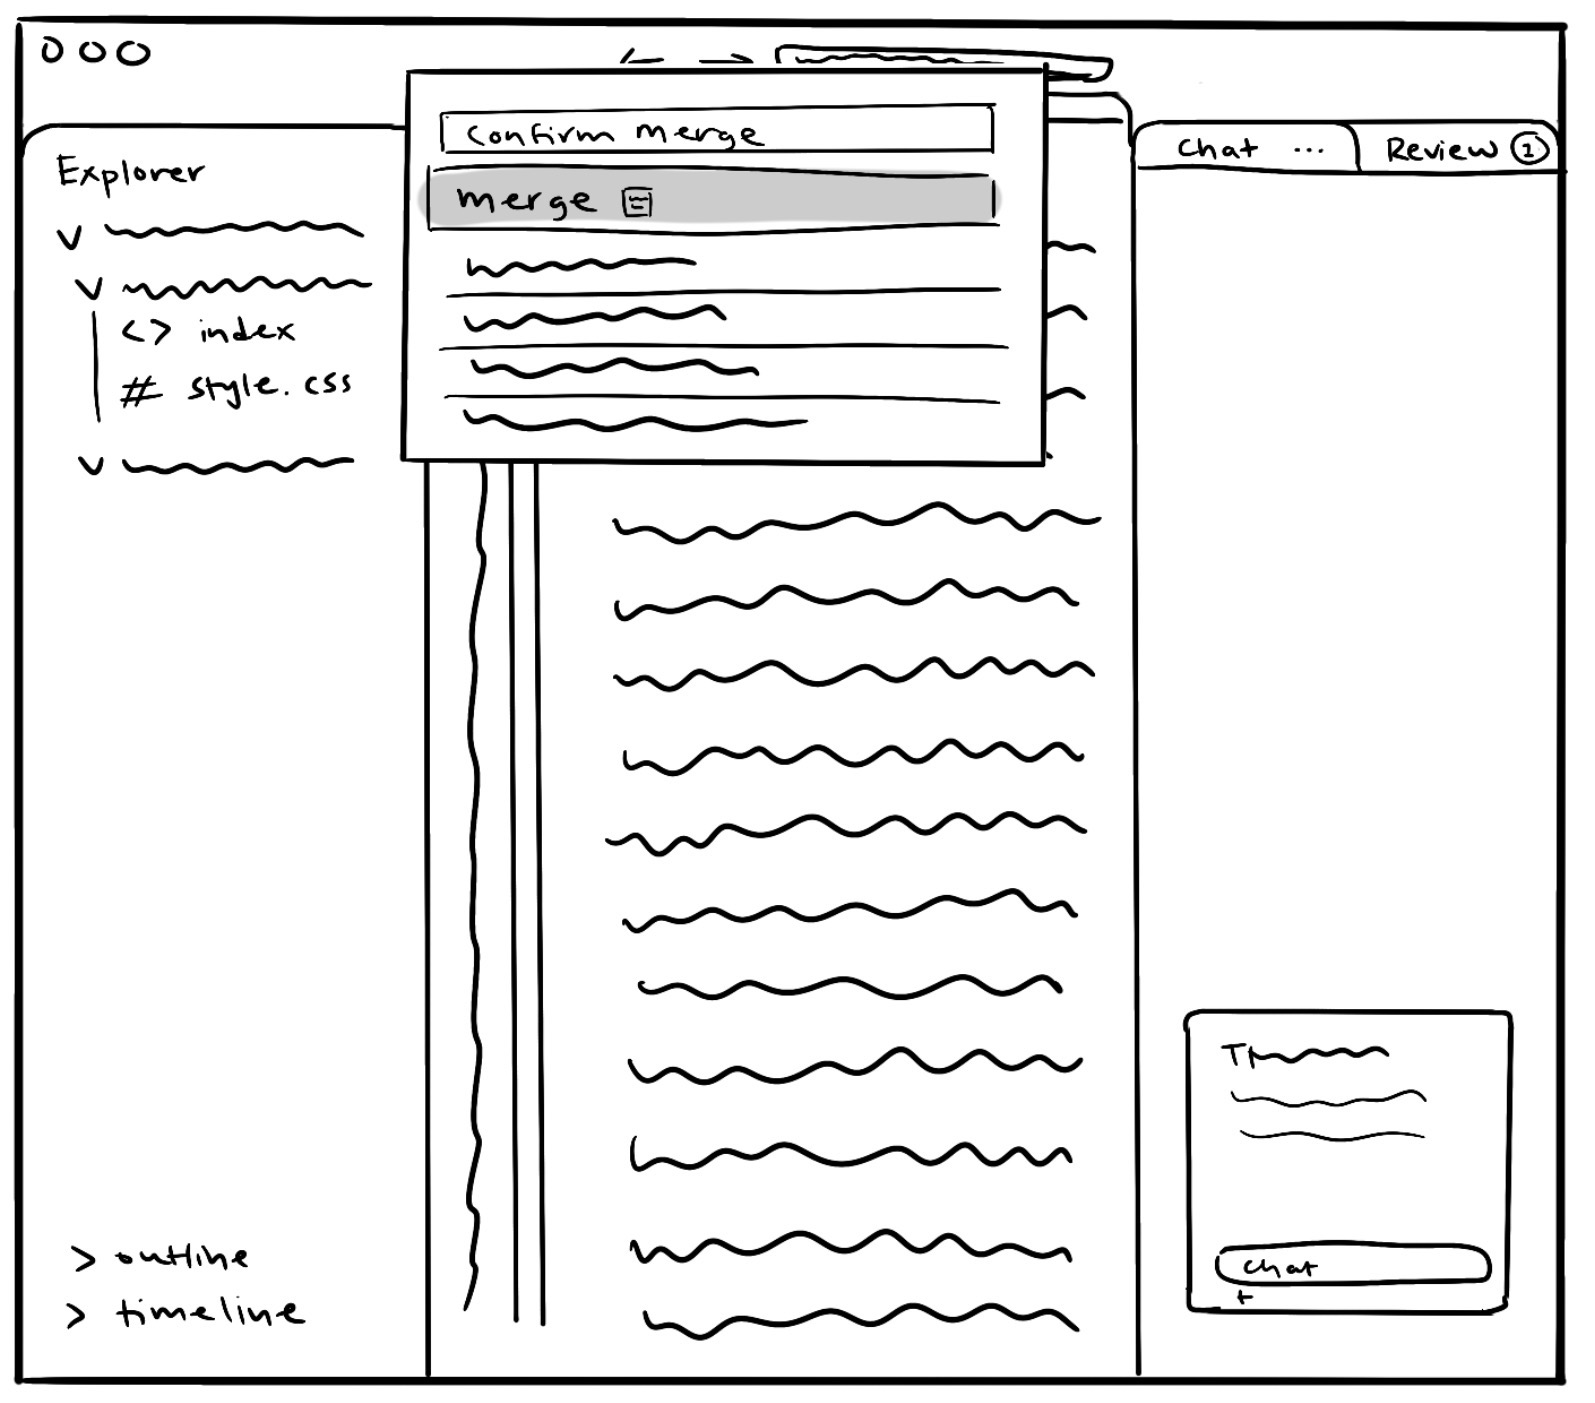 Confirm merge
merge
Explorer
<> index
# style.css
> outline
> timeline
Chat ... Review 1
chat
+